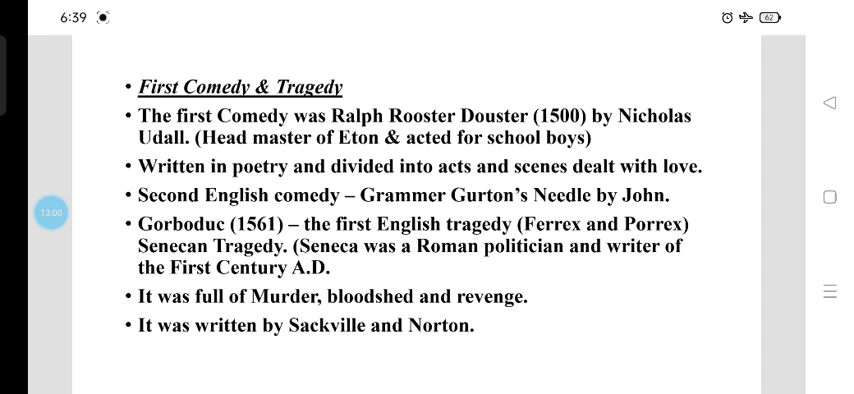 6:39
62
• First Comedy & Tragedy
• The first Comedy was Ralph Rooster Douster (1500) by Nicholas
Udall. (Head master of Eton & acted for school boys)
• Written in poetry and divided into acts and scenes dealt with love.
• Second English comedy – Grammer Gurton's Needle by John.
13:00
• Gorboduc (1561) – the first English tragedy (Ferrex and Porrex)
Senecan Tragedy. (Seneca was a Roman politician and writer of
the First Century A.D.
• It was full of Murder, bloodshed and revenge.
• It was written by Sackville and Norton.